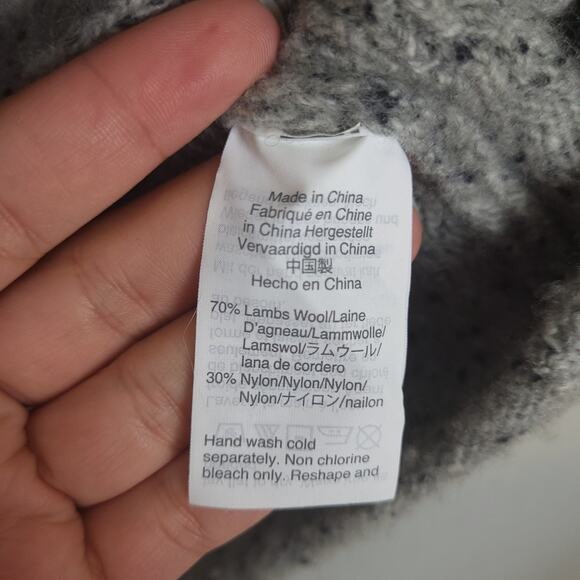 Made in China
Fabriqué en Chine
in China Hergestellt
Vervaardigd in China
中国製
Hecho en China
70% Lambs Wool/Laine
D'agneau/Lammwolle/
Lamswol/ラムウール/
lana de cordero
30% Nylon/Nylon/Nylon/
Nylon/ナイロン/nailon
Hand wash cold
separately. Non chlorine
bleach only. Reshape and